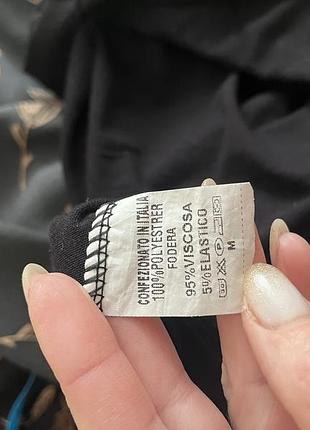 CONFEZIONATO IN ITALIA
100%POLYESTRER
FODERA
95%VISCOSA
5%ELASTICO
M